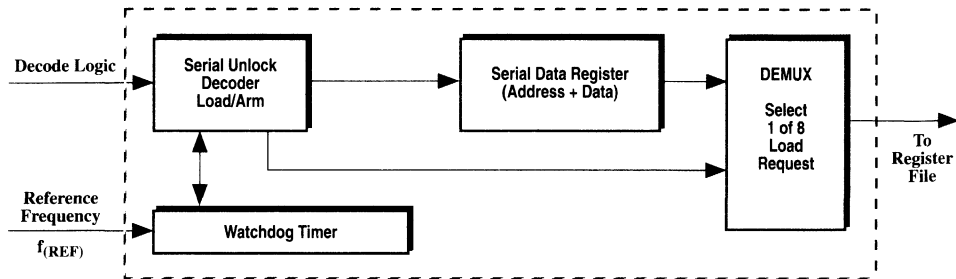 Decode Logic
Serial Unlock
Decoder
Load/Arm
Serial Data Register
(Address + Data)
DEMUX
Select
1 of 8
Load
Request
To
Register
File
Reference
Frequency
f(REF)
Watchdog Timer